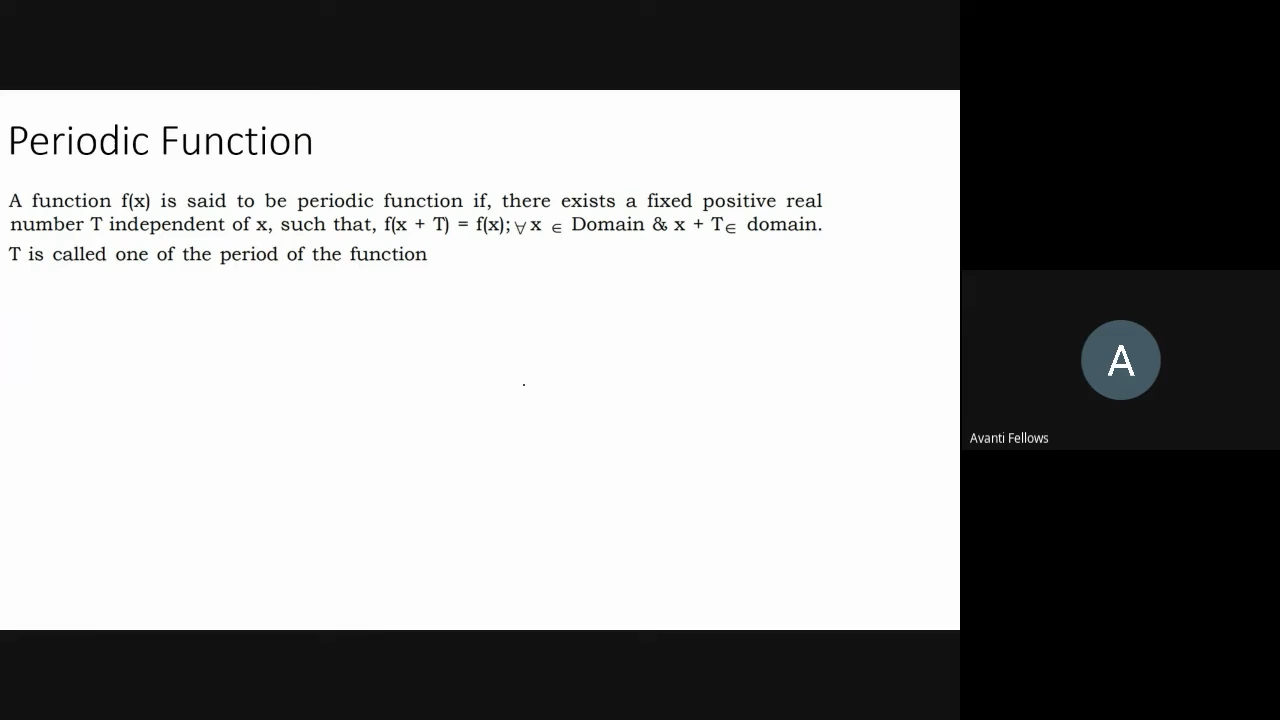 Periodic Function
A function f(x) is said to be periodic function if, there exists a fixed positive real
number T independent of x, such that, f(x + T) = f(x); ∀ x ∈ Domain & x + T ∈ domain.
T is called one of the period of the function
A
Avanti Fellows